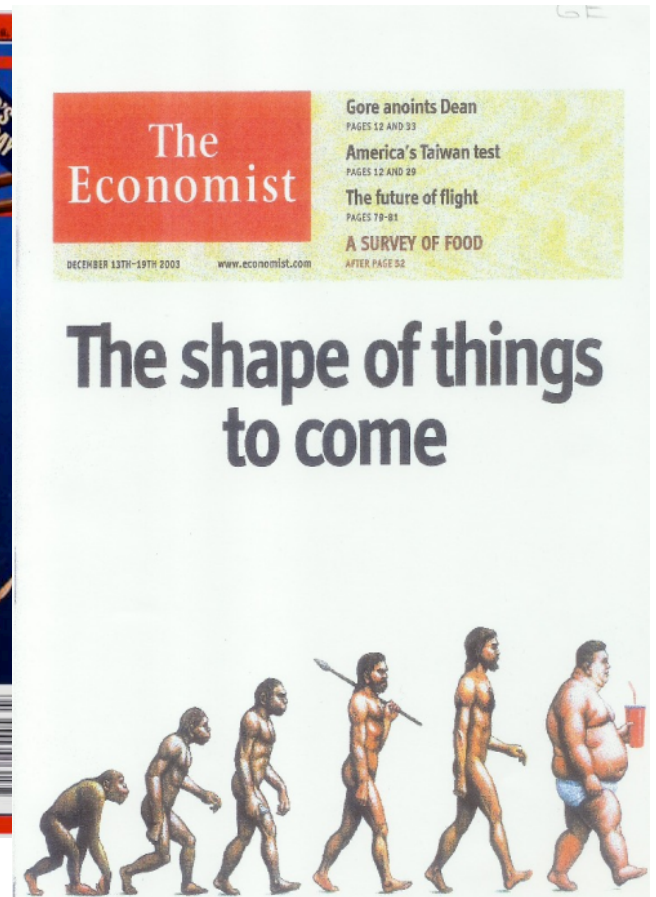 GE
The
Economist
DECEMBER 13TH-19TH 2003 www.economist.com
Gore anoints Dean
PAGES 12 AND 33
America's Taiwan test
PAGES 12 AND 29
The future of flight
PAGES 79-81
A SURVEY OF FOOD
AFTER PAGE 52
The shape of things
to come